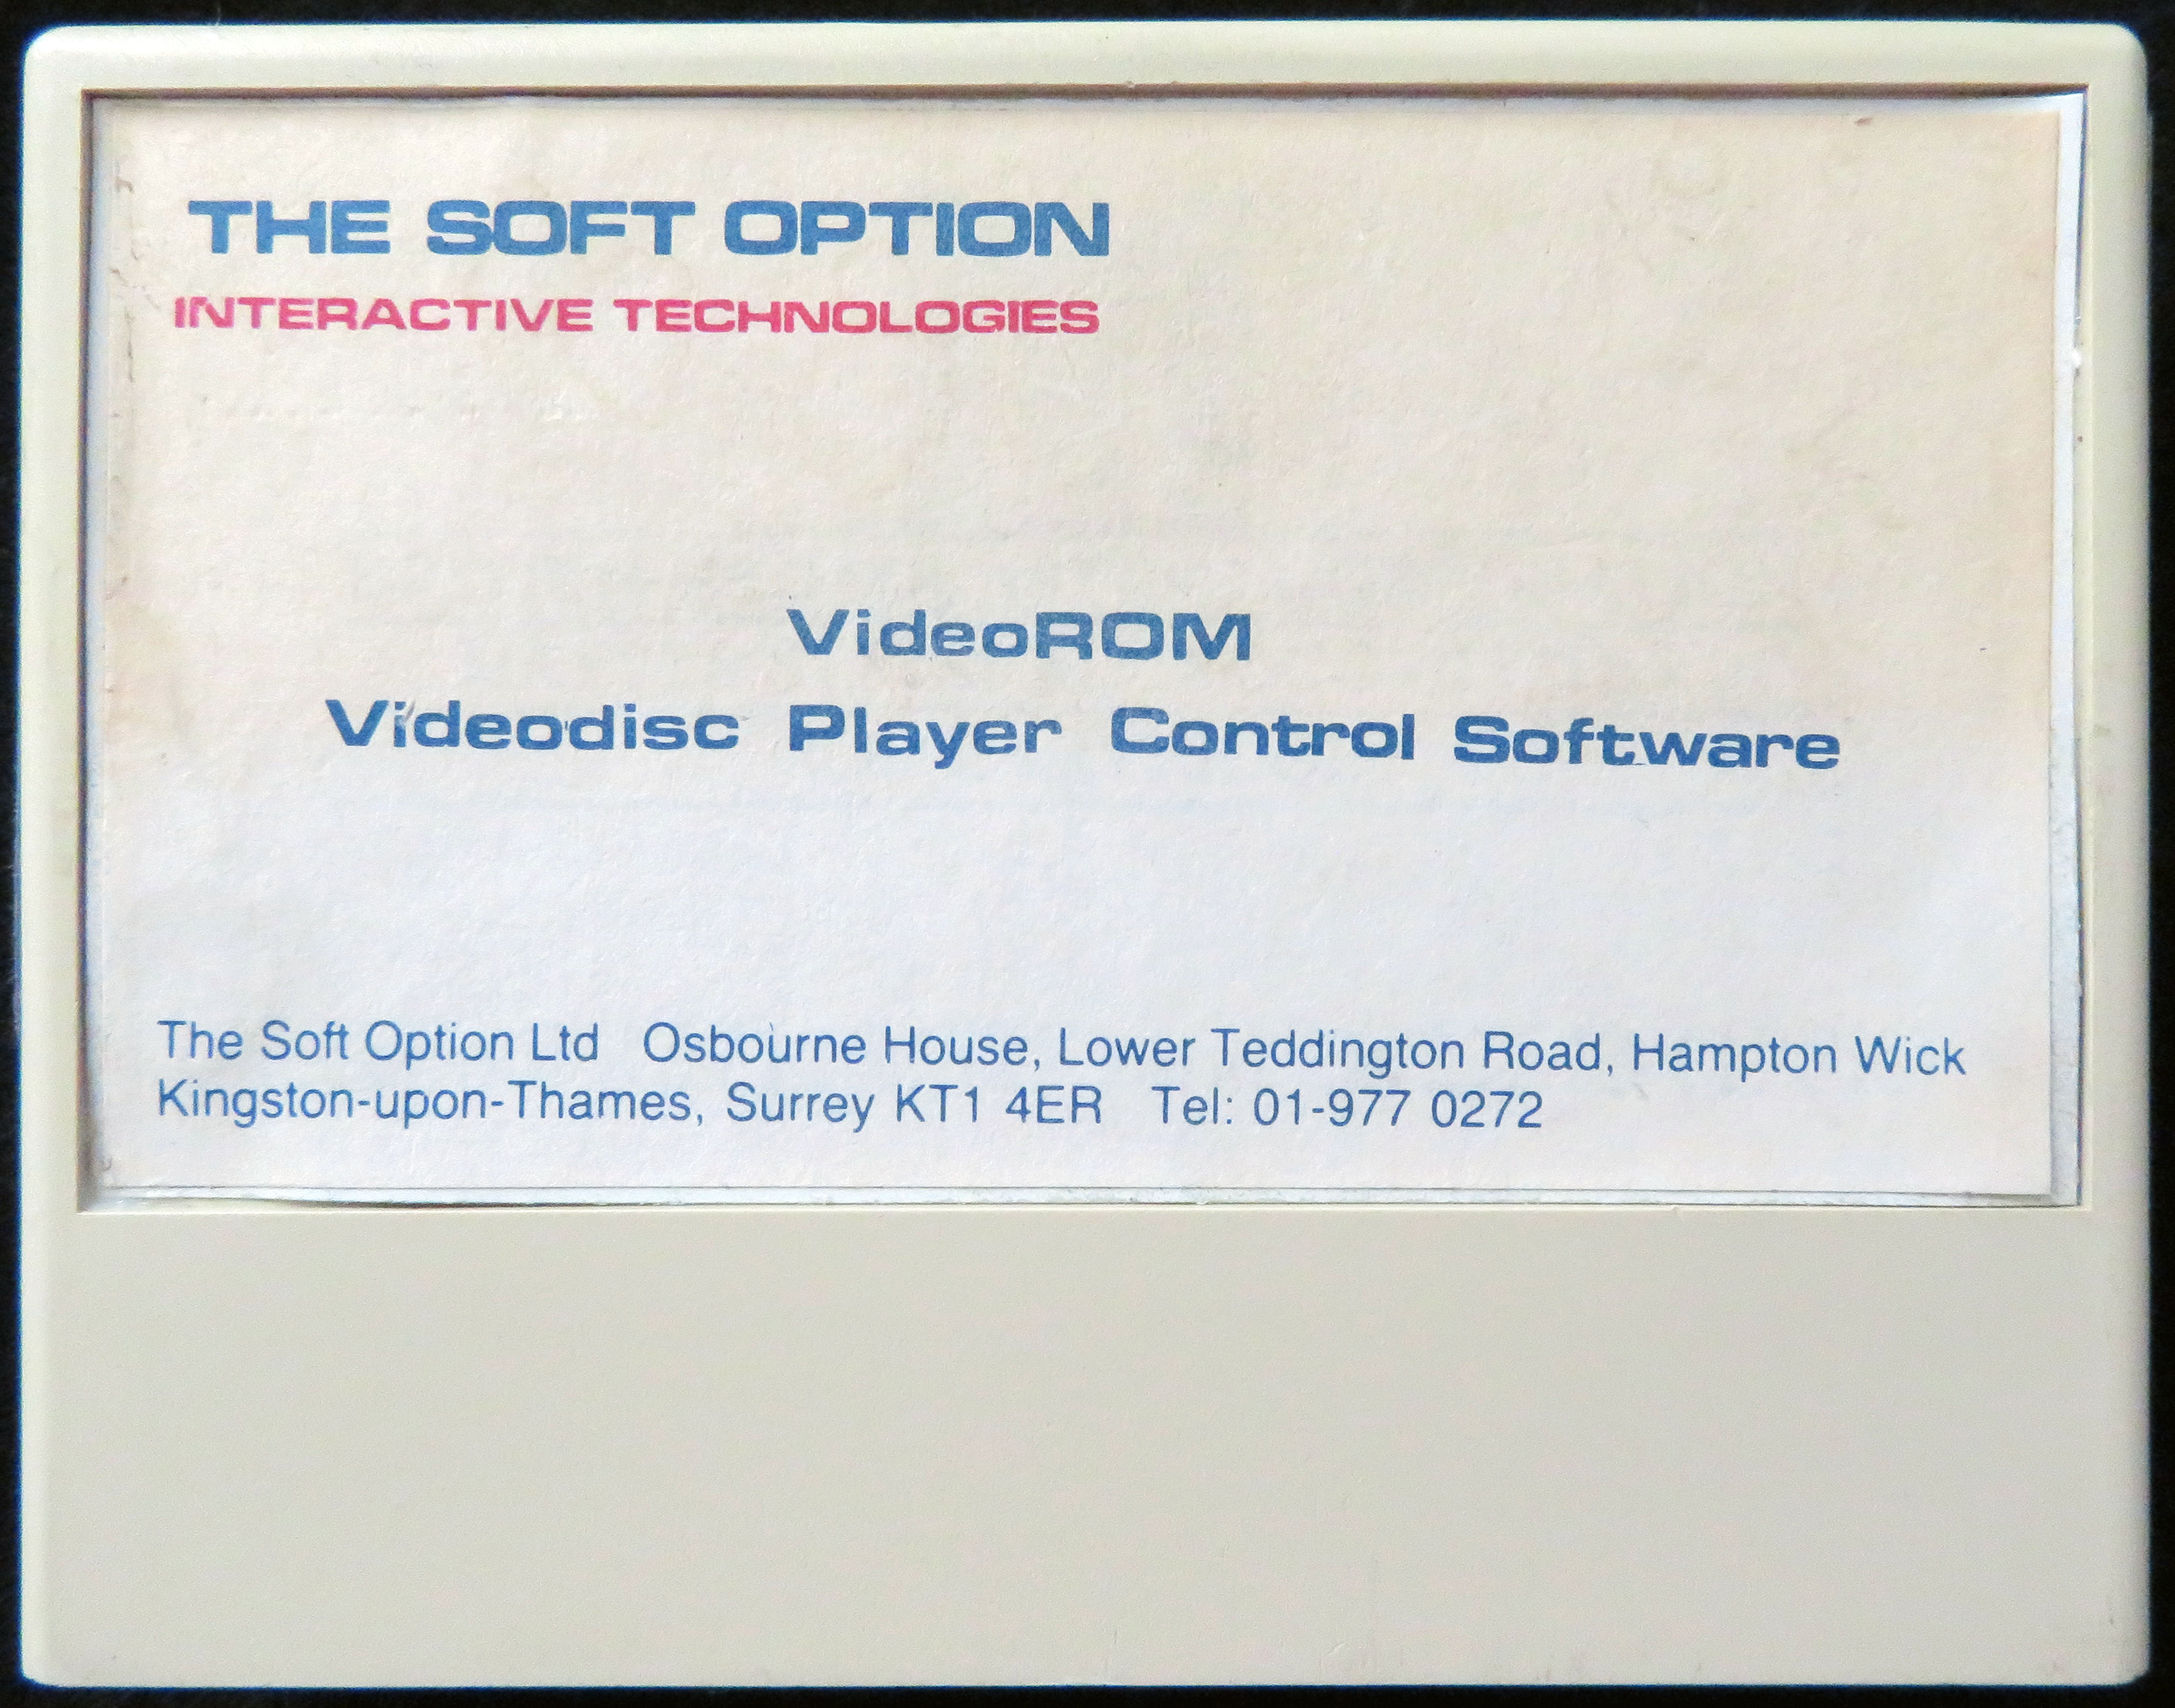 THE SOFT OPTION
INTERACTIVE TECHNOLOGIES
VideoROM
Videodisc Player Control Software
The Soft Option Ltd Osbourne House, Lower Teddington Road, Hampton Wick
Kingston-upon-Thames, Surrey KT1 4ER Tel: 01-977 0272